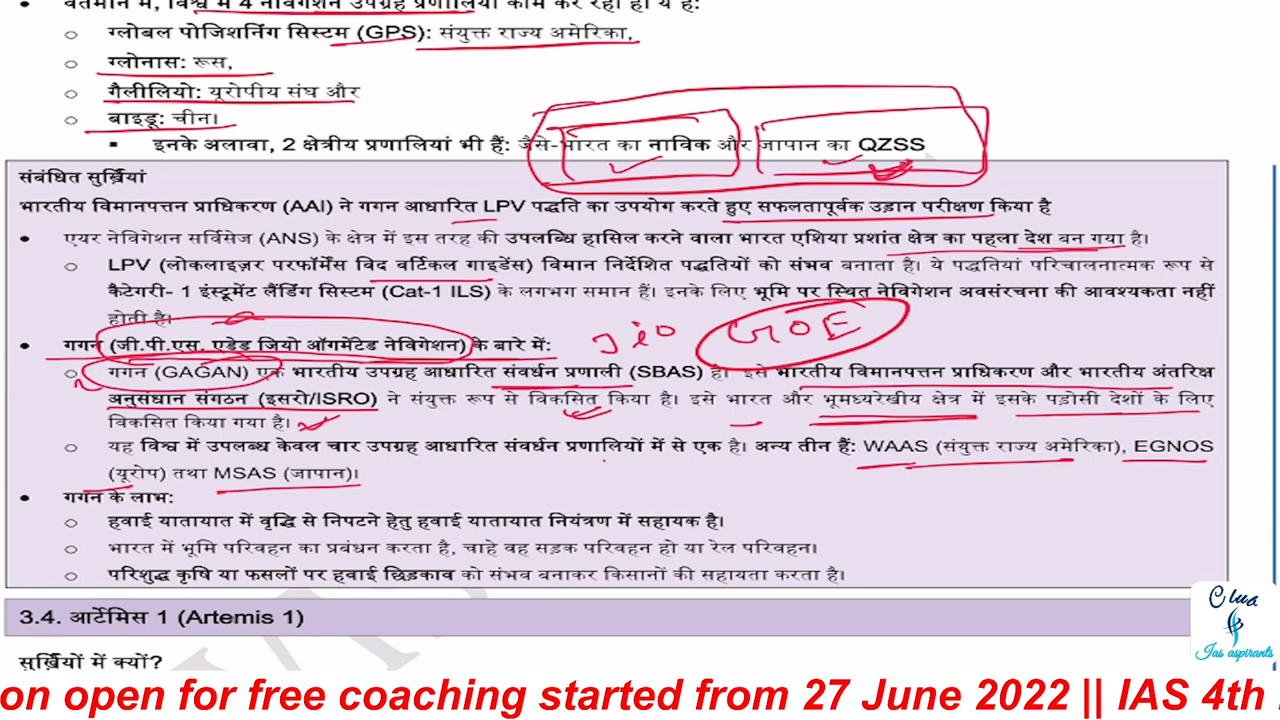 वर्तमान में, विश्व में 4 नेविगेशन उपग्रह प्रणालियां काम कर रही हैं। ये हैं:
ग्लोबल पोजिशनिंग सिस्टम (GPS): संयुक्त राज्य अमेरिका,
ग्लोनास: रूस,
गैलीलियो: यूरोपीय संघ और
बाइडू: चीन।
इनके अलावा, 2 क्षेत्रीय प्रणालियां भी हैं: जैसे-भारत का नाविक और जापान का QZSS
संबंधित सुर्ख़ियां
भारतीय विमानपत्तन प्राधिकरण (AAI) ने गगन आधारित LPV पद्धति का उपयोग करते हुए सफलतापूर्वक उड़ान परीक्षण किया है
एयर नेविगेशन सर्विसेज (ANS) के क्षेत्र में इस तरह की उपलब्धि हासिल करने वाला भारत एशिया प्रशांत क्षेत्र का पहला देश बन गया है।
LPV (लोकलाइज़र परफॉर्मेंस विद वर्टिकल गाइडेंस) विमान निर्देशित पद्धतियों को संभव बनाता है। ये पद्धतियां परिचालनात्मक रूप से
कैटेगरी- 1 इंस्टूमेंट लैंडिंग सिस्टम (Cat-1 ILS) के लगभग समान हैं। इनके लिए भूमि पर स्थित नेविगेशन अवसंरचना की आवश्यकता नहीं
होती है।
गगन (जी.पी.एस. एडेड जियो ऑगमेंटेड नेविगेशन) के बारे में:
Jio GOE
गगन (GAGAN) एक भारतीय उपग्रह आधारित संवर्धन प्रणाली (SBAS) है। इसे भारतीय विमानपत्तन प्राधिकरण और भारतीय अंतरिक्ष
अनुसंधान संगठन (इसरो/ISRO) ने संयुक्त रूप से विकसित किया है। इसे भारत और भूमध्यरेखीय क्षेत्र में इसके पड़ोसी देशों के लिए
विकसित किया गया है।
यह विश्व में उपलब्ध केवल चार उपग्रह आधारित संवर्धन प्रणालियों में से एक है। अन्य तीन हैं: WAAS (संयुक्त राज्य अमेरिका), EGNOS
(यूरोप) तथा MSAS (जापान)।
गगन के लाभ:
हवाई यातायात में वृद्धि से निपटने हेतु हवाई यातायात नियंत्रण में सहायक है।
भारत में भूमि परिवहन का प्रबंधन करता है, चाहे वह सड़क परिवहन हो या रेल परिवहन।
परिशुद्ध कृषि या फसलों पर हवाई छिड़काव को संभव बनाकर किसानों की सहायता करता है।
3.4. आर्टेमिस 1 (Artemis 1)
सुर्ख़ियों में क्यों?
Clua
Ias aspirants
on open for free coaching started from 27 June 2022 || IAS 4th